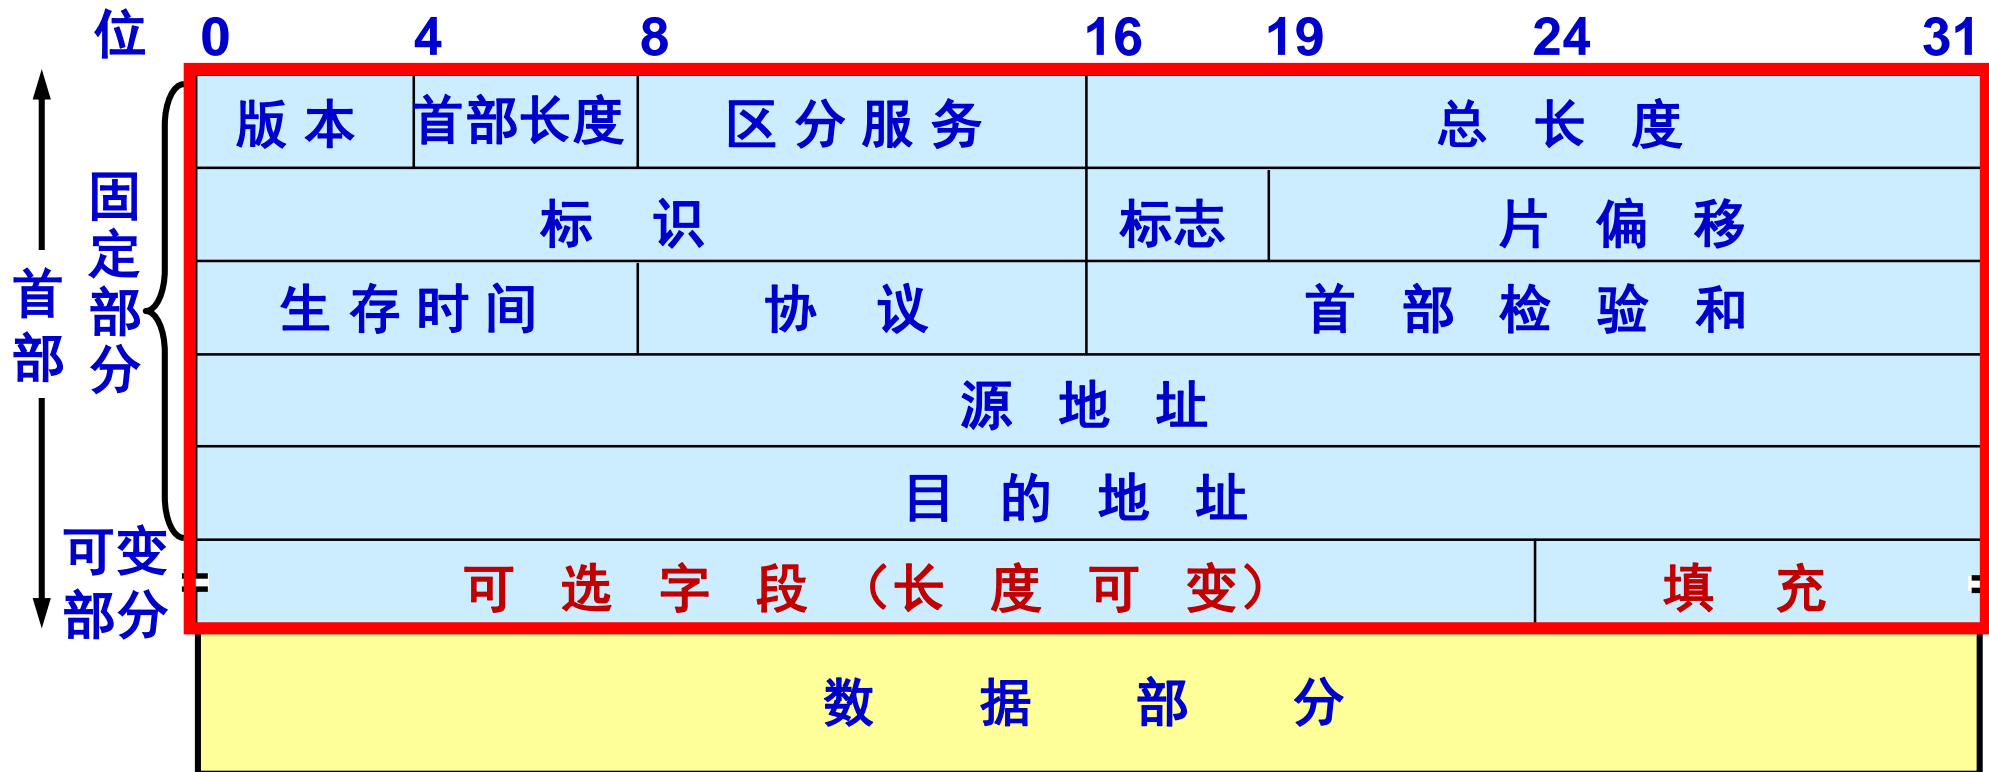 位 0 4 8 16 19 24 31
版 本 首部长度 区 分 服 务 总 长 度
标 识 标志 片 偏 移
生 存 时 间 协 议 首 部 检 验 和
源 地 址
目 的 地 址
可 选 字 段 （长 度 可 变） 填 充
数 据 部 分
首部
固定部分
可变
部分